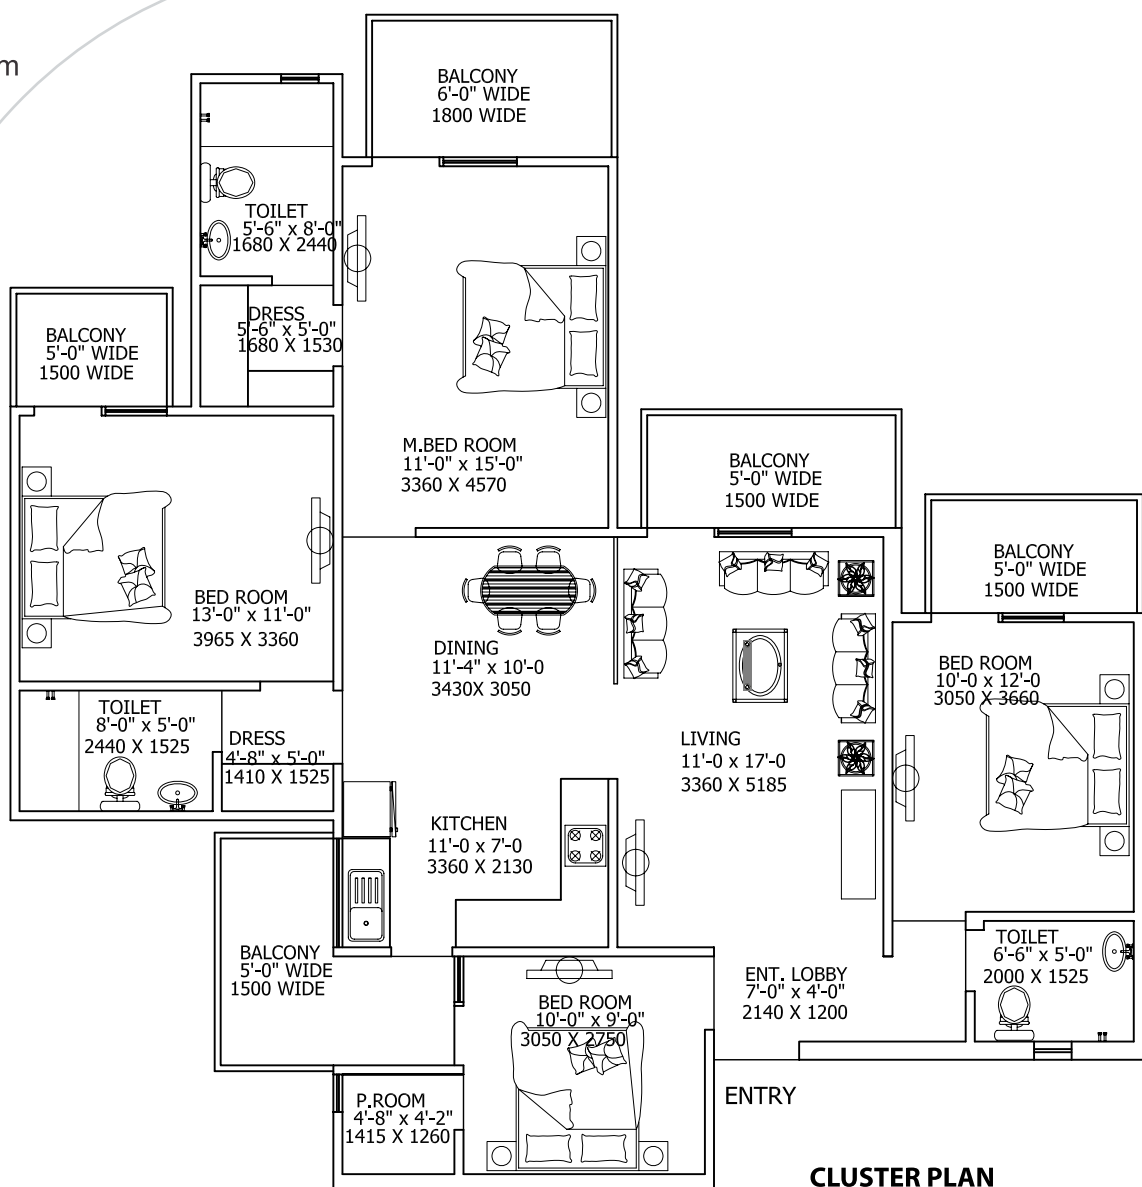 m
BALCONY
6'-0" WIDE
1800 WIDE
TOILET
5'-6" x 8'-0"
1680 X 2440
DRESS
5'-6" x 5'-0"
1680 X 1530
BALCONY
5'-0" WIDE
1500 WIDE
M.BED ROOM
11'-0" x 15'-0"
3360 X 4570
BALCONY
5'-0" WIDE
1500 WIDE
BALCONY
5'-0" WIDE
1500 WIDE
BED ROOM
13'-0" x 11'-0"
3965 X 3360
DINING
11'-4" x 10'-0
3430X 3050
BED ROOM
10'-0 x 12'-0
3050 X 3660
TOILET
8'-0" x 5'-0"
2440 X 1525
DRESS
4'-8" x 5'-0"
1410 X 1525
LIVING
11'-0 x 17'-0
3360 X 5185
KITCHEN
11'-0 x 7'-0
3360 X 2130
BALCONY
5'-0" WIDE
1500 WIDE
ENT. LOBBY
7'-0" x 4'-0"
2140 X 1200
TOILET
6'-6" x 5'-0"
2000 X 1525
BED ROOM
10'-0" x 9'-0"
3050 X 2750
P.ROOM
4'-8" x 4'-2"
1415 X 1260
ENTRY
CLUSTER PLAN